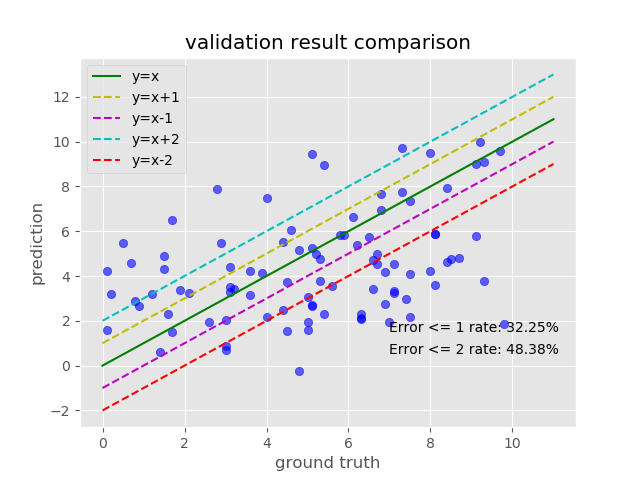 validation result comparison
y=x
y=x+1
y=x-1
y=x+2
y=x-2
12
10
8
6
4
2
0
−2
prediction
Error <= 1 rate: 32.25%
Error <= 2 rate: 48.38%
0 2 4 6 8 10
ground truth